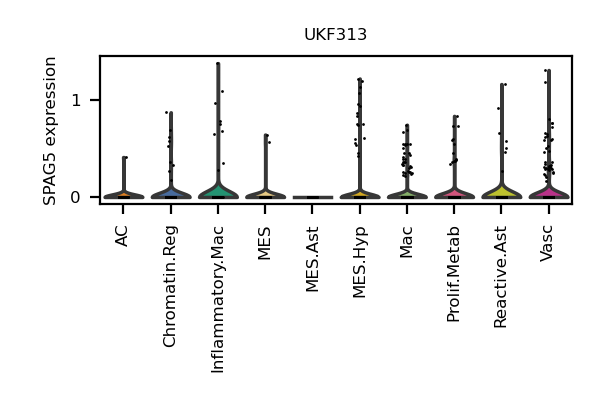 UKF313
SPAG5 expression
1
0
AC
Chromatin.Reg
Inflammatory.Mac
MES
MES.Ast
MES.Hyp
Mac
Prolif.Metab
Reactive.Ast
Vasc